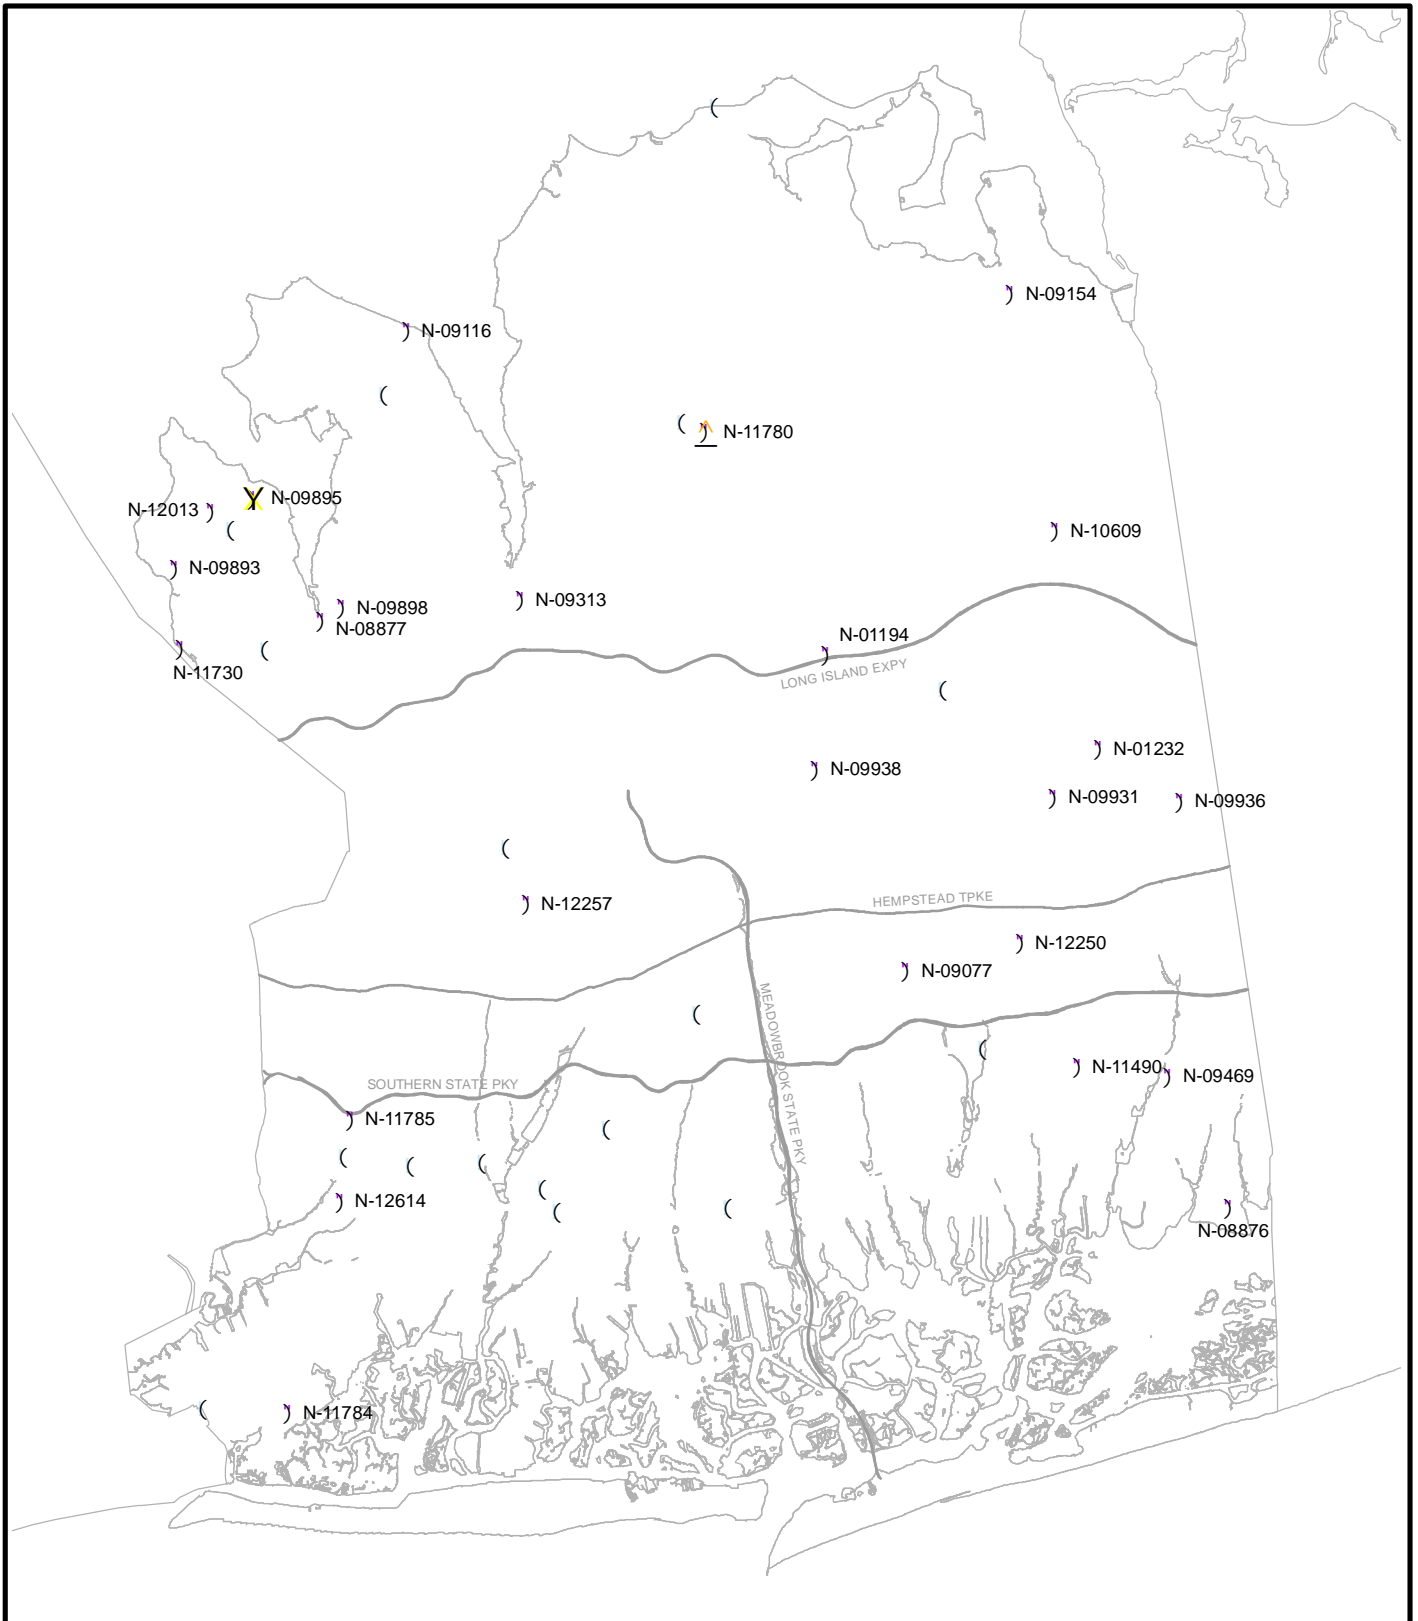 N-09154
N-09116
N-11780
N-09895
N-12013
N-10609
N-09893
N-09313
N-09898
N-08877
N-01194
N-11730
LONG ISLAND EXPY
N-01232
N-09938
N-09931
N-09936
HEMPSTEAD TPKE
N-12257
N-12250
N-09077
MEADOWBROOK STATE PKY
N-11490
N-09469
SOUTHERN STATE PKY
N-11785
N-12614
N-08876
N-11784